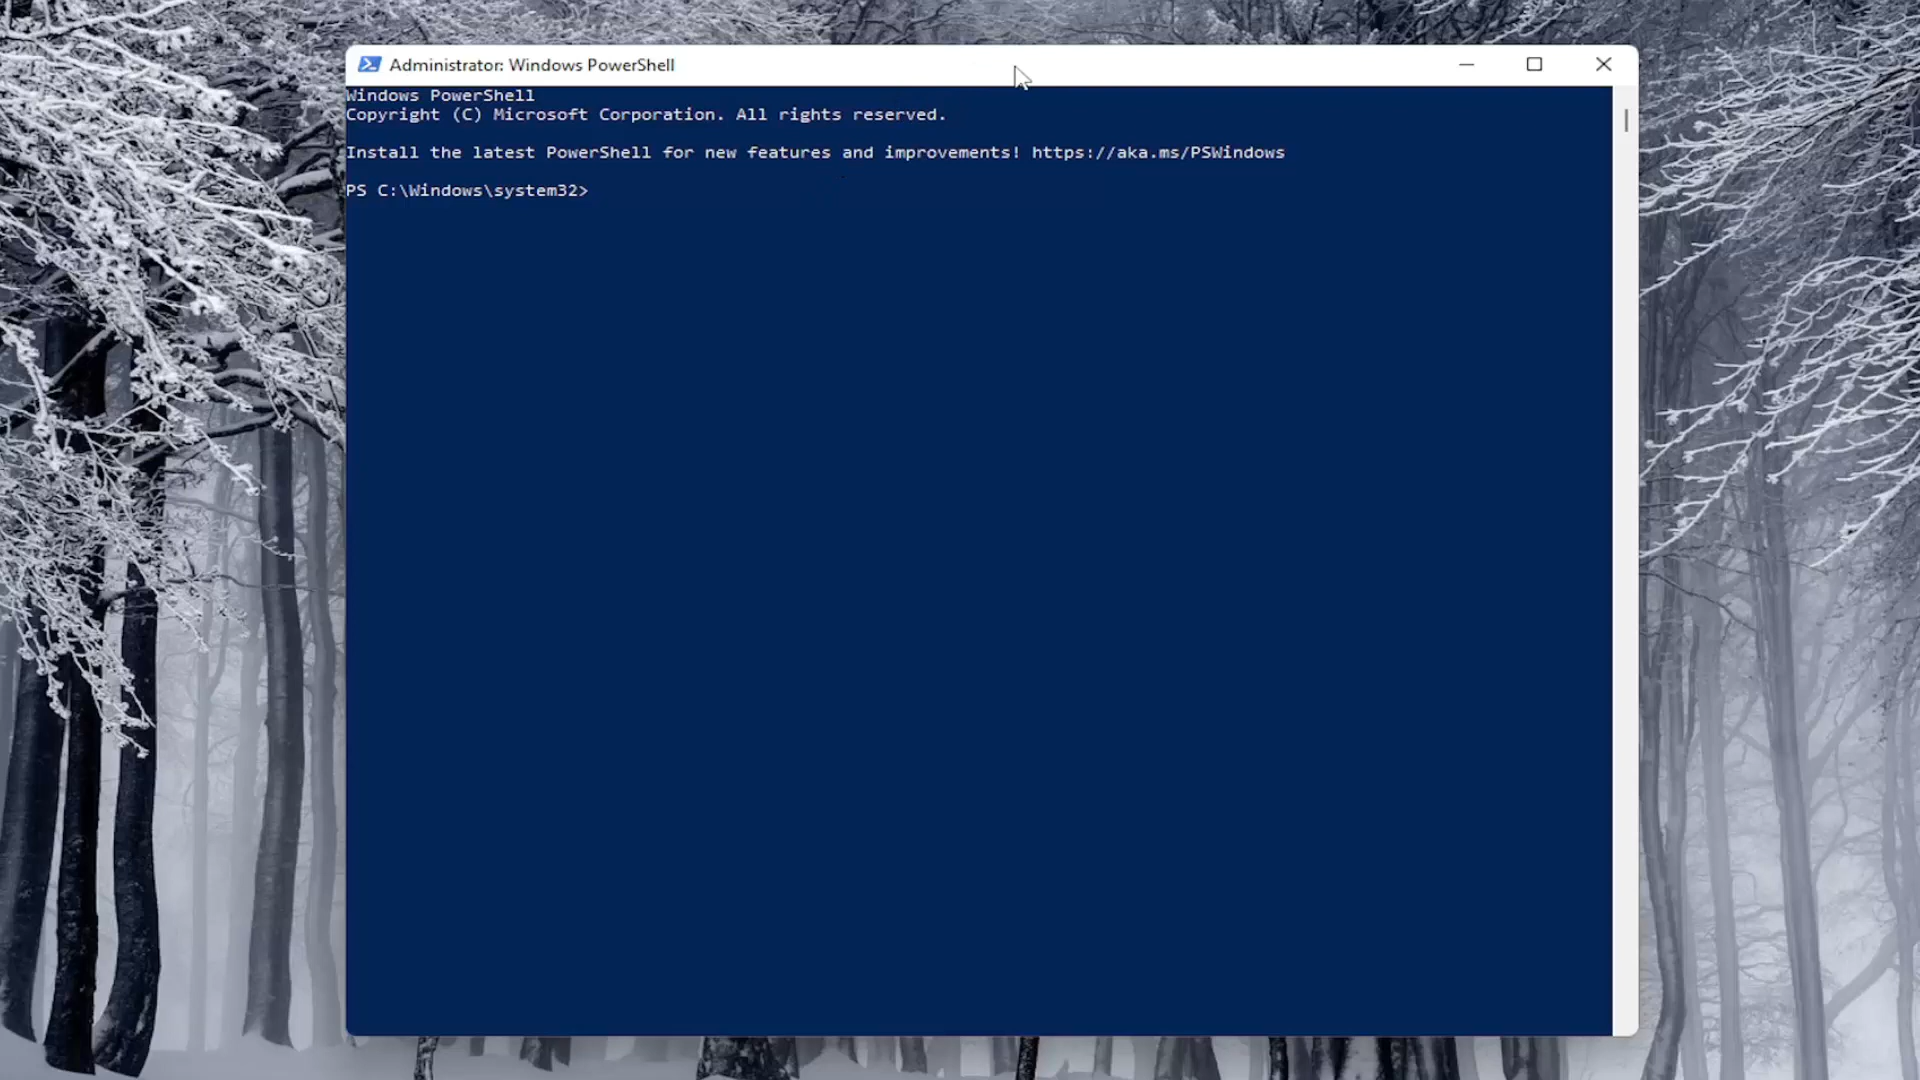 Administrator: Windows PowerShell
Windows PowerShell
Copyright (C) Microsoft Corporation. All rights reserved.
Install the latest PowerShell for new features and improvements! https://aka.ms/PSWindows
PS C:\Windows\system32>